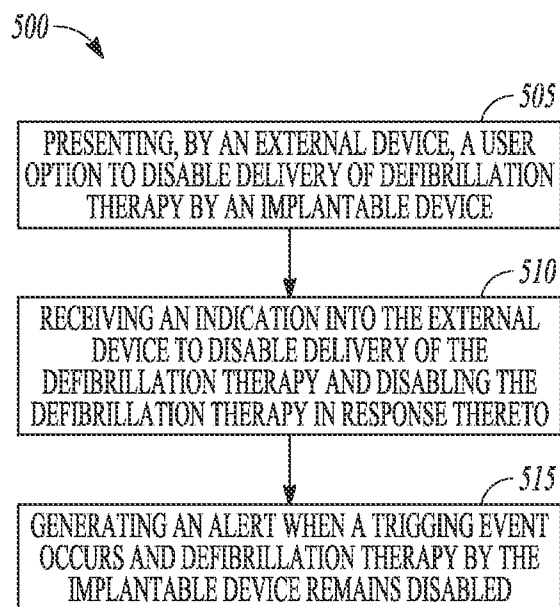 500
505
PRESENTING, BY AN EXTERNAL DEVICE, A USER
OPTION TO DISABLE DELIVERY OF DEFIBRILLATION
THERAPY BY AN IMPLANTABLE DEVICE
510
RECEIVING AN INDICATION INTO THE EXTERNAL
DEVICE TO DISABLE DELIVERY OF THE
DEFIBRILLATION THERAPY AND DISABLING THE
DEFIBRILLATION THERAPY IN RESPONSE THERETO
515
GENERATING AN ALERT WHEN A TRIGGING EVENT
OCCURS AND DEFIBRILLATION THERAPY BY THE
IMPLANTABLE DEVICE REMAINS DISABLED